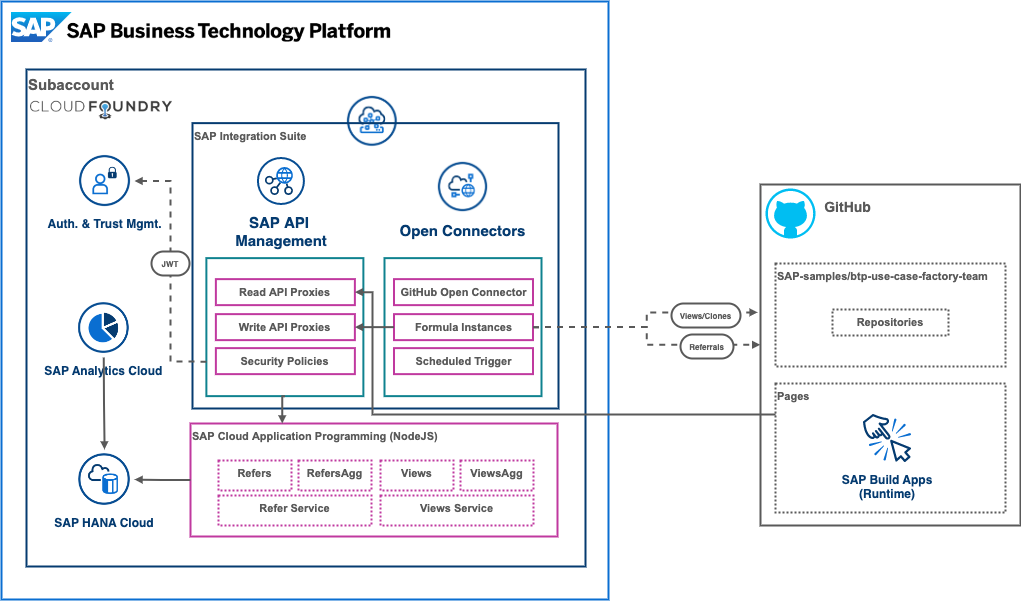 SAP
SAP Business Technology Platform
Subaccount
CLOUD FOUNDRY
SAP Integration Suite
Auth. & Trust Mgmt.
SAP API
Management
Open Connectors
JWT
Read API Proxies
Write API Proxies
Security Policies
GitHub Open Connector
Formula Instances
Scheduled Trigger
SAP Analytics Cloud
SAP HANA Cloud
SAP Cloud Application Programming (NodeJS)
Refers
RefersAgg
Views
ViewsAgg
Refer Service
Views Service
Views/Clones
Referrals
GitHub
SAP-samples/btp-use-case-factory-team
Repositories
Pages
SAP Build Apps
(Runtime)